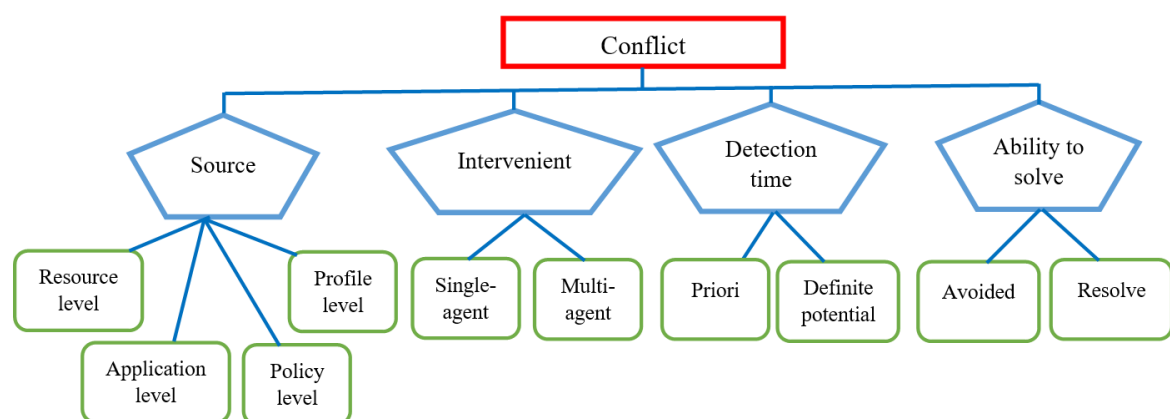 Conflict
Source
Intervenient
Detection
time
Ability to
solve
Resource
level
Application
level
Policy
level
Profile
level
Single-
agent
Multi-
agent
Priori
Definite
potential
Avoided
Resolve